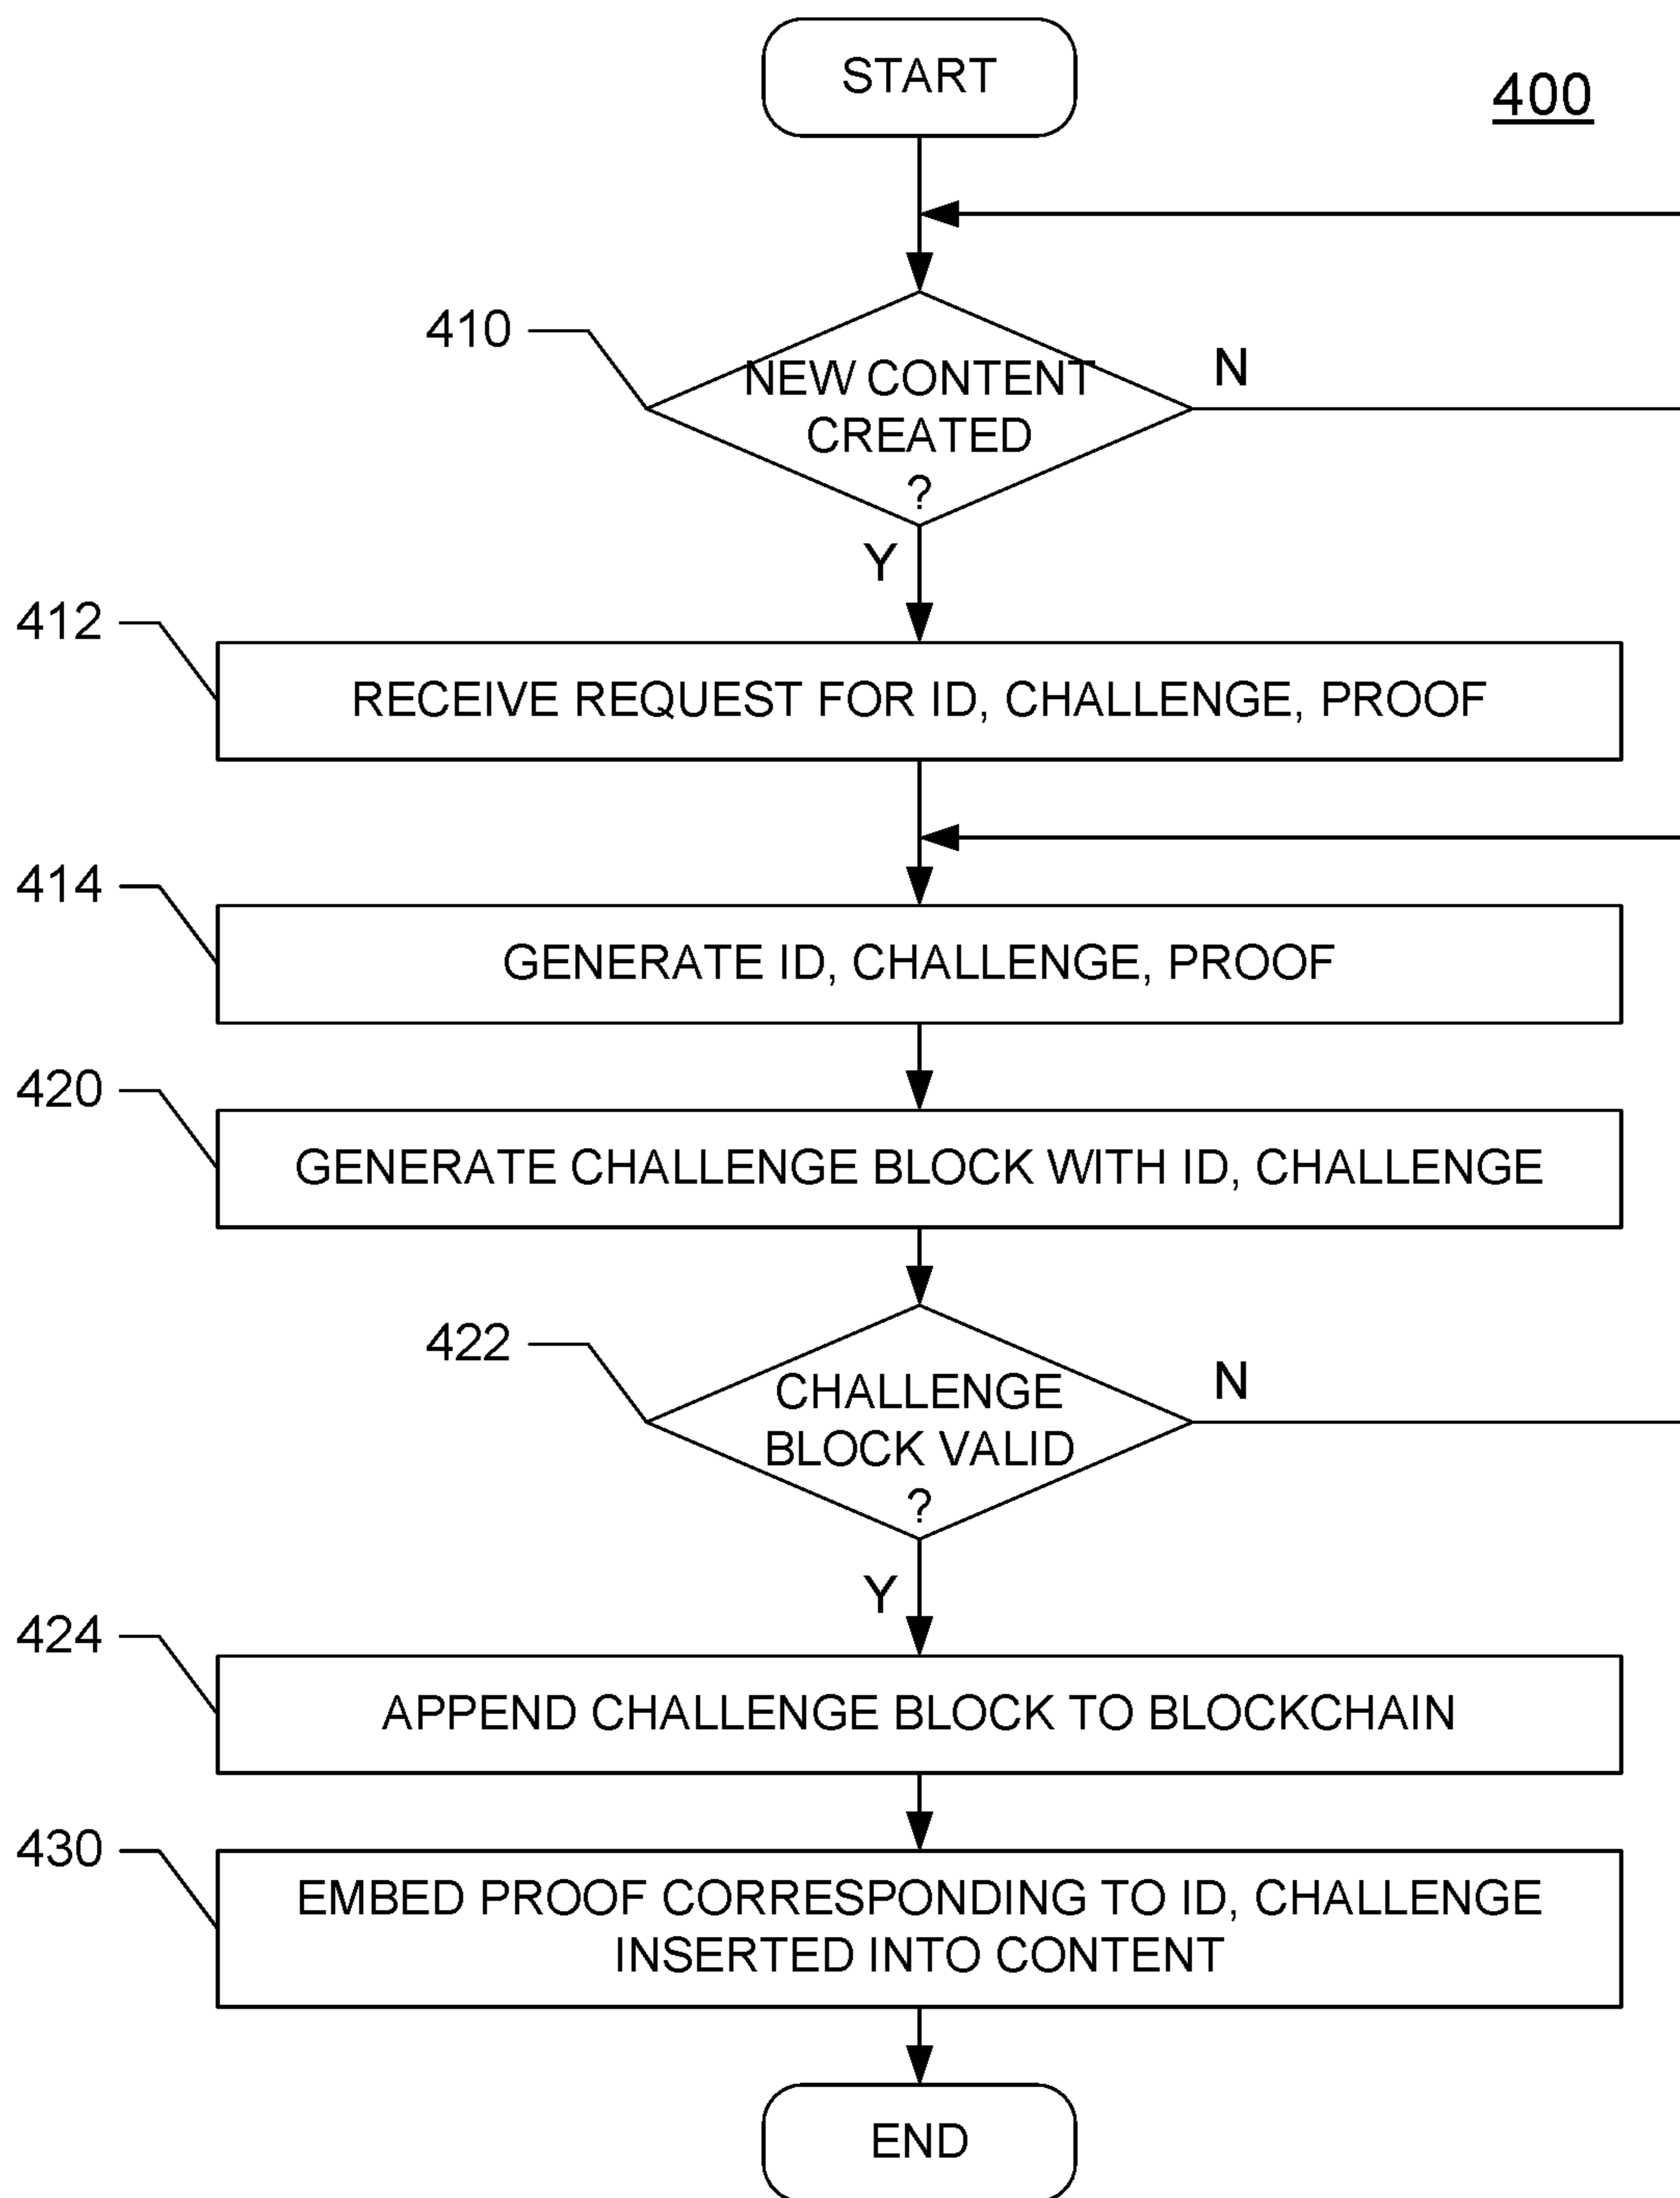 START
400
410
NEW CONTENT
CREATED
?
N
Y
412
RECEIVE REQUEST FOR ID, CHALLENGE, PROOF
414
GENERATE ID, CHALLENGE, PROOF
420
GENERATE CHALLENGE BLOCK WITH ID, CHALLENGE
422
CHALLENGE
BLOCK VALID
?
N
Y
424
APPEND CHALLENGE BLOCK TO BLOCKCHAIN
430
EMBED PROOF CORRESPONDING TO ID, CHALLENGE
INSERTED INTO CONTENT
END